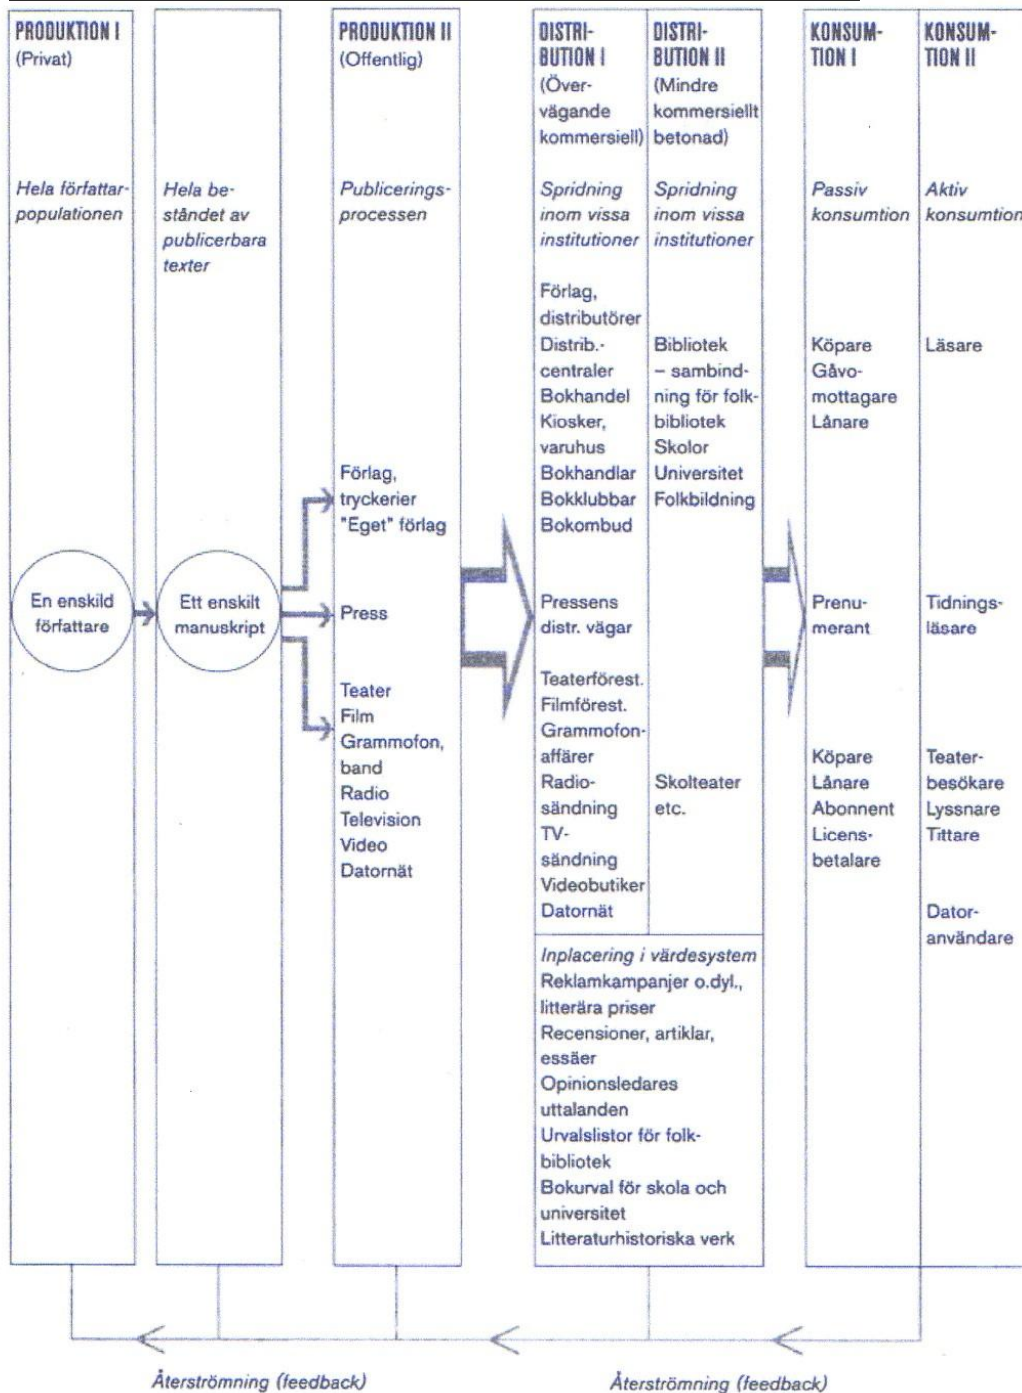 PRODUKTION I
(Privat)
Hela författar-
populationen
En enskild
författare
Hela be-
ståndet av
publicerbara
texter
Ett enskilt
manuskript
PRODUKTION II
(Offentlig)
Publicerings-
processen
Förlag,
tryckerier
"Eget" förlag
Press
Teater
Film
Grammofon,
band
Radio
Television
Video
Datornät
DISTRI-
BUTION I
(Över-
vägande
kommersiell)
Spridning
inom vissa
institutioner
Förlag,
distributörer
Distrib.-
centraler
Bokhandel
Kiosker,
varuhus
Bokhandlar
Bokklubbar
Bokombud
Pressens
distr. vägar
Teaterförest.
Filmförest.
Grammofon-
affärer
Radio-
sändning
TV-
sändning
Videobutiker
Datornät
DISTRI-
BUTION II
(Mindre
kommersiellt
betonad)
Spridning
inom vissa
institutioner
Bibliotek
– sambind-
ning för folk-
bibliotek
Skolor
Universitet
Folkbildning
Skolteater
etc.
Inplacering i värdesystem
Reklamkampanjer o.dyl.,
litterära priser
Recensioner, artiklar,
essäer
Opinionsledares
uttalanden
Urvalslistor för folk-
bibliotek
Bokurval för skola och
universitet
Litteraturhistoriska verk
KONSUM-
TION I
Passiv
konsumtion
Köpare
Gåvo-
mottagare
Lånare
Prenu-
merant
Köpare
Lånare
Abonnent
Licens-
betalare
KONSUM-
TION II
Aktiv
konsumtion
Läsare
Tidnings-
läsare
Teater-
besökare
Lyssnare
Tittare
Dator-
användare
Återströmning (feedback)
Återströmning (feedback)